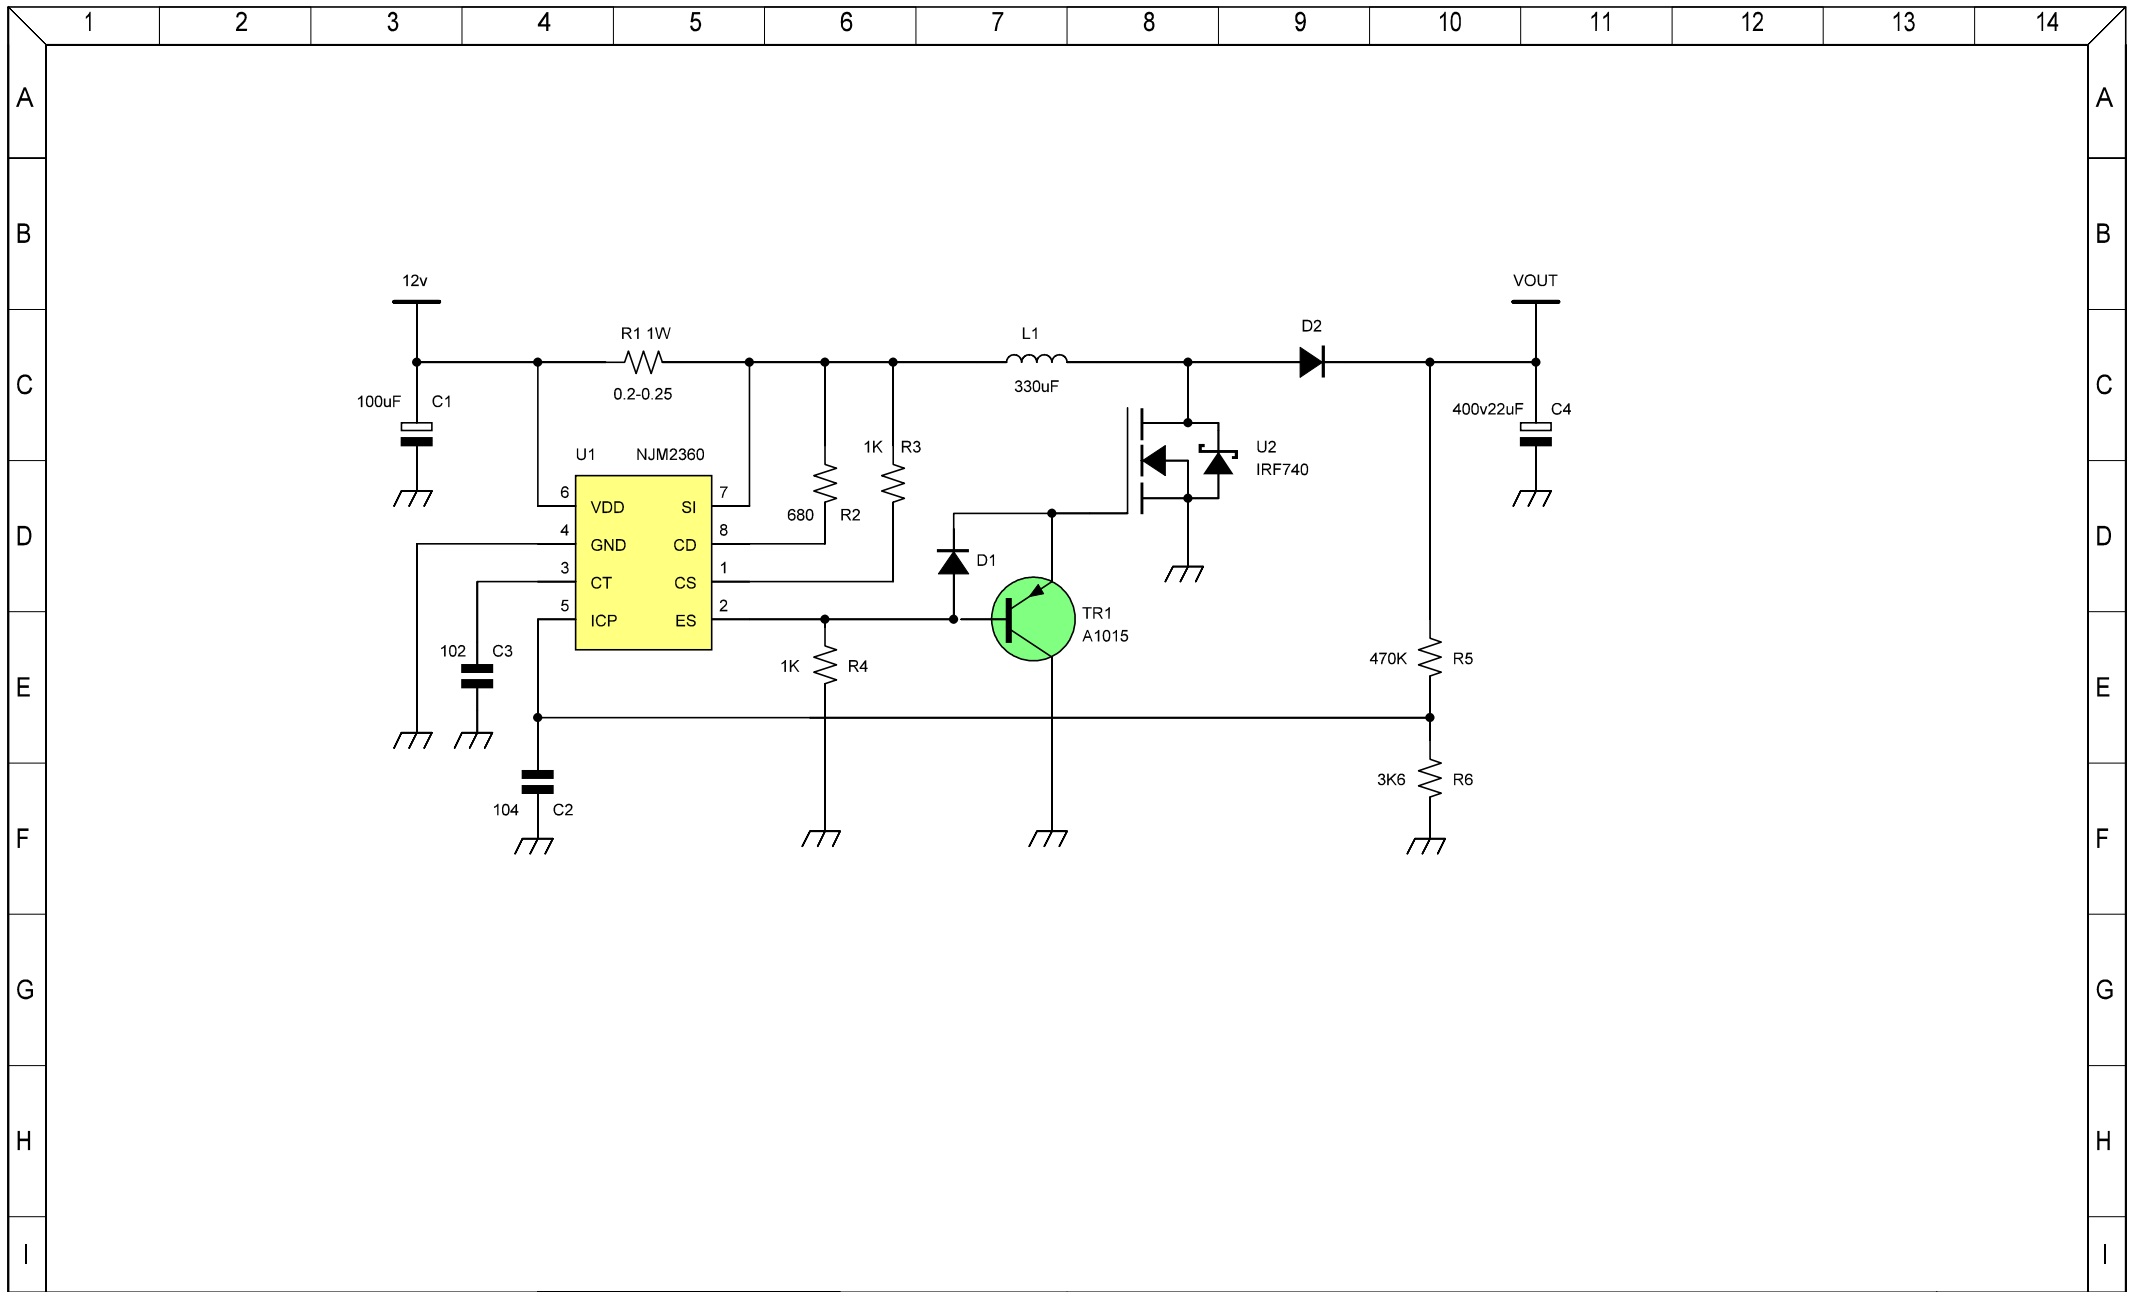 1 2 3 4 5 6 7 8 9 10 11 12 13 14
A A
B B
12v VOUT
R1 1W L1 D2
C C
0.2-0.25 330uF
100uF C1 400v22uF C4
U1 NJM2360 1K R3 U2
IRF740
6 VDD SI 7
680 R2
D D
4 GND CD 8
D1
3 CT CS 1
5 ICP ES 2
TR1
A1015
102 C3 1K R4 470K R5
E E
3K6 R6
104 C2
F F
G G
H H
I I